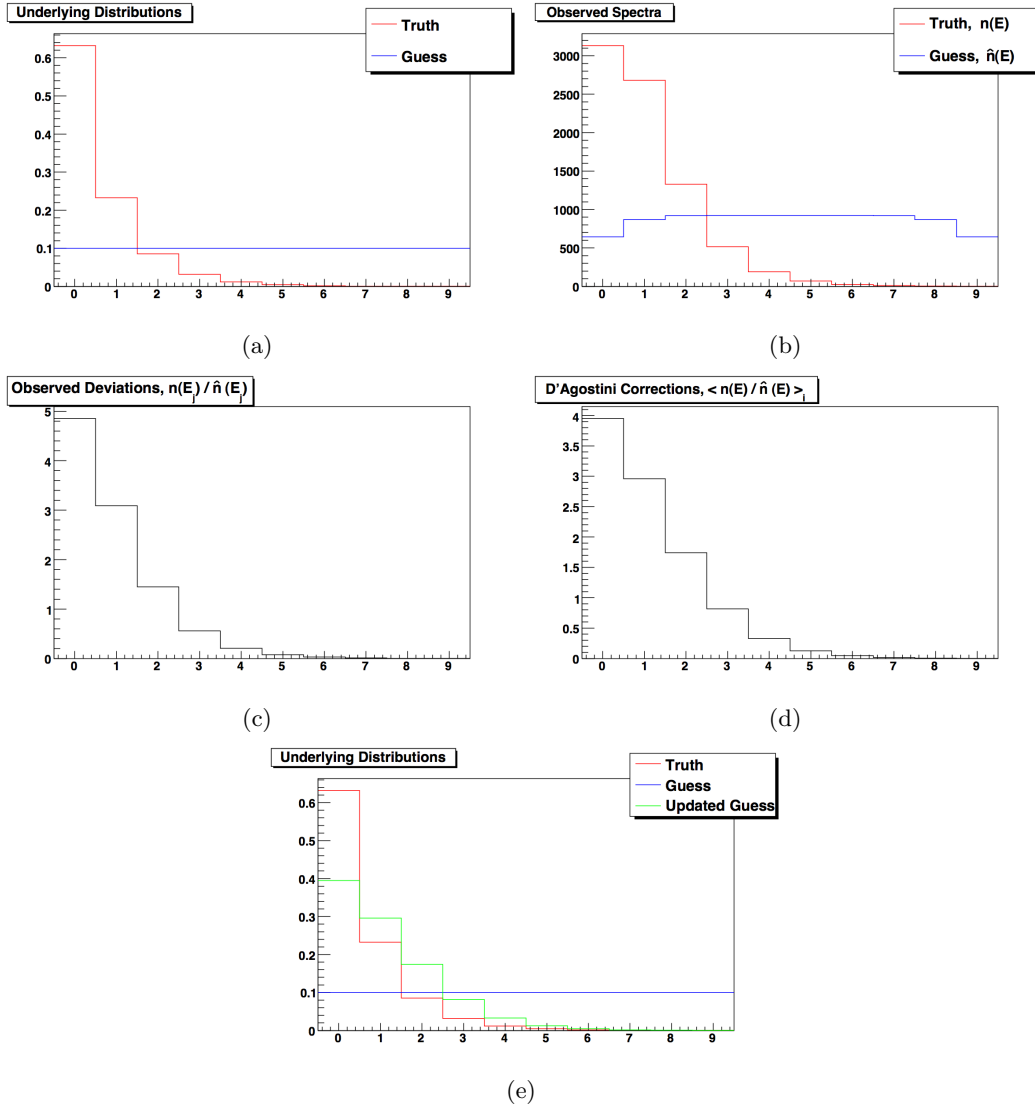 Underlying Distributions
Truth
Guess
0.6
0.5
0.4
0.3
0.2
0.1
0
0 1 2 3 4 5 6 7 8 9
(a)
Observed Spectra
Truth, n(E)
Guess, n̂(E)
3000
2500
2000
1500
1000
500
0
0 1 2 3 4 5 6 7 8 9
(b)
Observed Deviations, n(E_j) / n̂ (E_j)
5
4
3
2
1
0
0 1 2 3 4 5 6 7 8 9
(c)
D'Agostini Corrections, < n(E) / n̂ (E) >_i
4
3.5
3
2.5
2
1.5
1
0.5
0
0 1 2 3 4 5 6 7 8 9
(d)
Underlying Distributions
Truth
Guess
Updated Guess
0.6
0.5
0.4
0.3
0.2
0.1
0
0 1 2 3 4 5 6 7 8 9
(e)